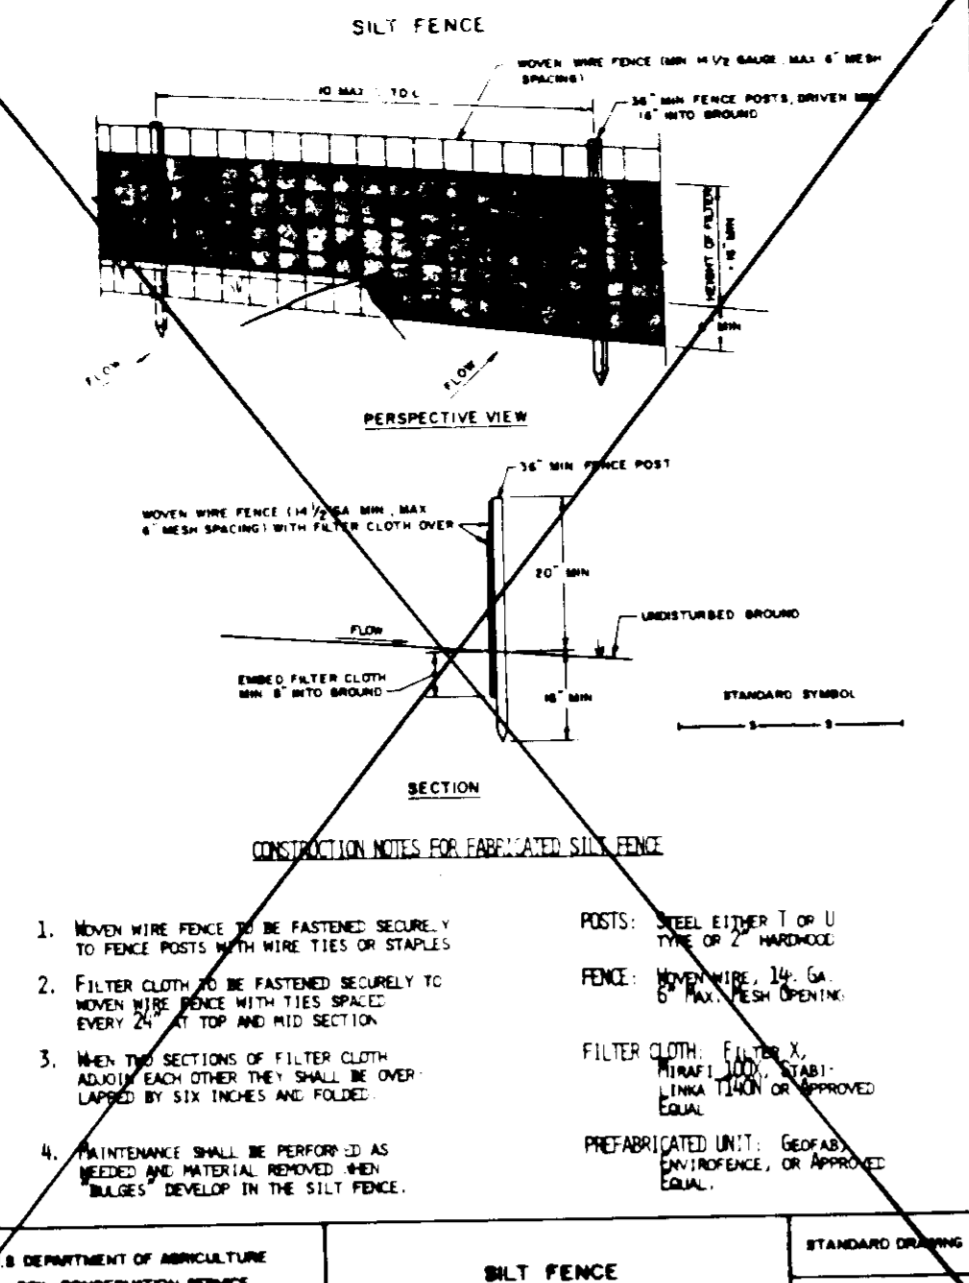 SILT FENCE
WOVEN WIRE FENCE (MIN 14 1/2 GAUGE, MAX 6" MESH
SPACING)
10 MAX TO
36" MIN FENCE POSTS, DRIVEN
16" INTO GROUND
HEIGHT OF FILTER
= 16" MIN
MIN
FLOW
FLOW
PERSPECTIVE VIEW
36" MIN FENCE POST
WOVEN WIRE FENCE (14 1/2 GA MIN, MAX
6" MESH SPACING) WITH FILTER CLOTH OVER
20" MIN
UNDISTURBED GROUND
FLOW
EMBED FILTER CLOTH
MIN 8" INTO GROUND
16" MIN
STANDARD SYMBOL
S S
SECTION
CONSTRUCTION NOTES FOR FABRICATED SILT FENCE
1. WOVEN WIRE FENCE TO BE FASTENED SECURELY
TO FENCE POSTS WITH WIRE TIES OR STAPLES
2. FILTER CLOTH TO BE FASTENED SECURELY TO
WOVEN WIRE FENCE WITH TIES SPACED
EVERY 24" AT TOP AND MID SECTION
3. WHEN TWO SECTIONS OF FILTER CLOTH
ADJOIN EACH OTHER THEY SHALL BE OVER-
LAPPED BY SIX INCHES AND FOLDED.
4. MAINTENANCE SHALL BE PERFORMED AS
NEEDED AND MATERIAL REMOVED WHEN
"BULGES" DEVELOP IN THE SILT FENCE.
POSTS: STEEL EITHER T OR U
TYPE OR 2" HARDWOOD
FENCE: WOVEN WIRE, 14 GA.
6" MAX. MESH OPENING
FILTER CLOTH: FILTER X,
MIRAFI 100X, STABI-
LINKA T140N OR APPROVED
EQUAL
PREFABRICATED UNIT: GEOFAB,
ENVIROFENCE, OR APPROVED
EQUAL.
.S DEPARTMENT OF AGRICULTURE
SOIL CONSERVATION SERVICE
SILT FENCE
STANDARD DRAWING